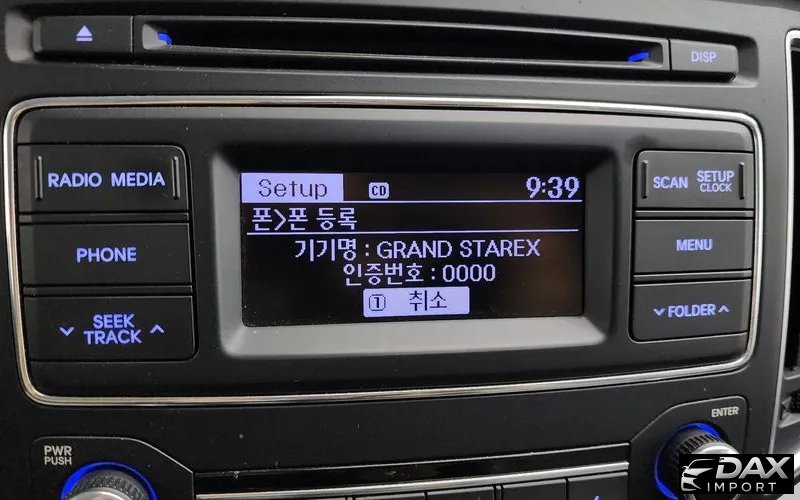 DISP
RADIO MEDIA
PHONE
SEEK
TRACK
Setup CD 9:39
폰>폰 등록
기기명 : GRAND STAREX
인증번호 : 0000
1 취소
SCAN SETUP
CLOCK
MENU
FOLDER
PWR
PUSH
ENTER
DAX
IMPORT